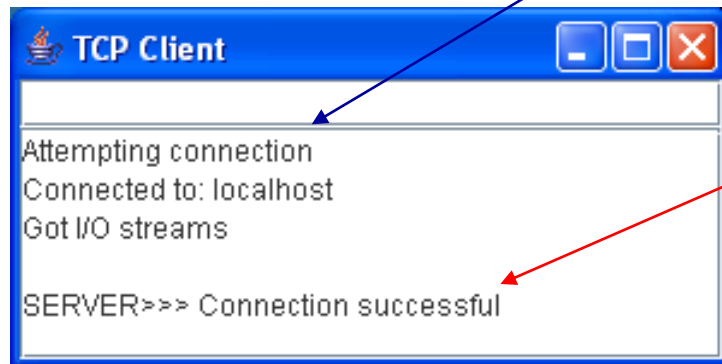 TCP Client
Attempting connection
Connected to: localhost
Got I/O streams
SERVER>>> Connection successful